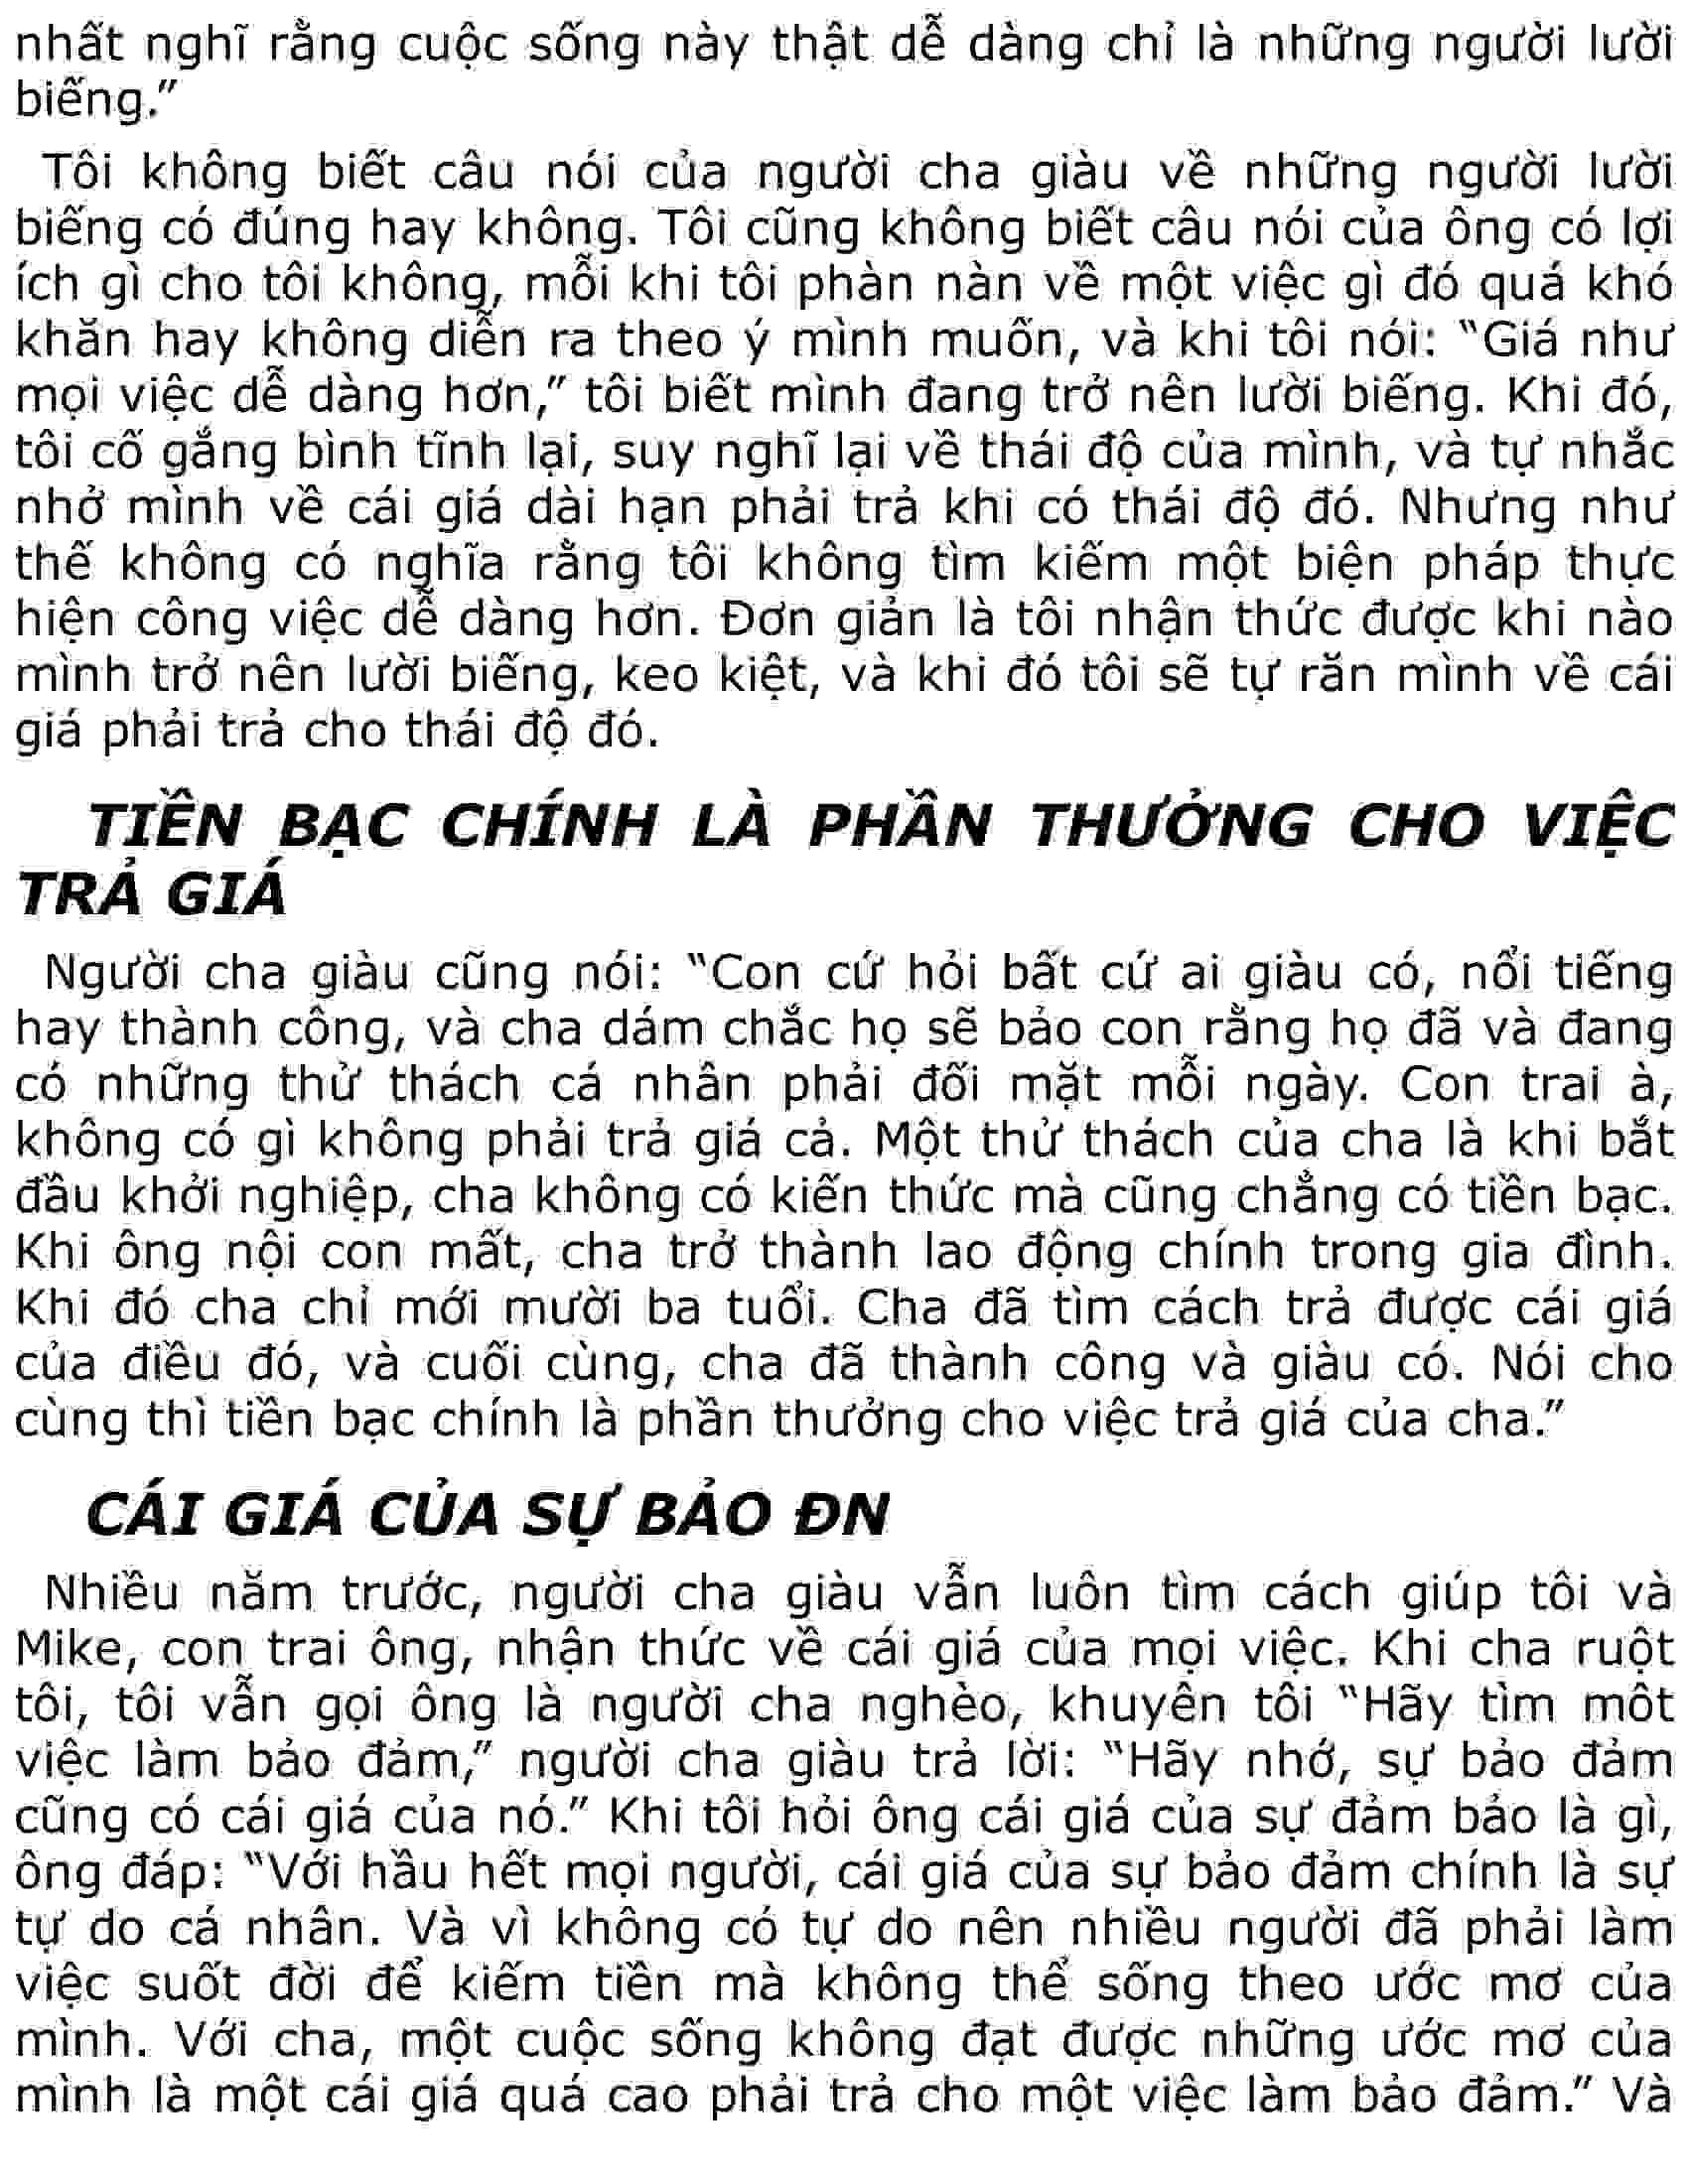 nhất nghĩ rằng cuộc sống này thật dễ dàng chỉ là những người lười
biếng.”
Tôi không biết câu nói của người cha giàu về những người lười
biếng có đúng hay không. Tôi cũng không biết câu nói của ông có lợi
ích gì cho tôi không, mỗi khi tôi phàn nàn về một việc gì đó quá khó
khăn hay không diễn ra theo ý mình muốn, và khi tôi nói: “Giá như
mọi việc dễ dàng hơn,” tôi biết mình đang trở nên lười biếng. Khi đó,
tôi cố gắng bình tĩnh lại, suy nghĩ lại về thái độ của mình, và tự nhắc
nhở mình về cái giá dài hạn phải trả khi có thái độ đó. Nhưng như
thế không có nghĩa rằng tôi không tìm kiếm một biện pháp thực
hiện công việc dễ dàng hơn. Đơn giản là tôi nhận thức được khi nào
mình trở nên lười biếng, keo kiệt, và khi đó tôi sẽ tự răn mình về cái
giá phải trả cho thái độ đó.
TIỀN BẠC CHÍNH LÀ PHẦN THƯỞNG CHO VIỆC
TRẢ GIÁ
Người cha giàu cũng nói: “Con cứ hỏi bất cứ ai giàu có, nổi tiếng
hay thành công, và cha dám chắc họ sẽ bảo con rằng họ đã và đang
có những thử thách cá nhân phải đối mặt mỗi ngày. Con trai à,
không có gì không phải trả giá cả. Một thử thách của cha là khi bắt
đầu khởi nghiệp, cha không có kiến thức mà cũng chẳng có tiền bạc.
Khi ông nội con mất, cha trở thành lao động chính trong gia đình.
Khi đó cha chỉ mới mười ba tuổi. Cha đã tìm cách trả được cái giá
của điều đó, và cuối cùng, cha đã thành công và giàu có. Nói cho
cùng thì tiền bạc chính là phần thưởng cho việc trả giá của cha.”
CÁI GIÁ CỦA SỰ BẢO ĐN
Nhiều năm trước, người cha giàu vẫn luôn tìm cách giúp tôi và
Mike, con trai ông, nhận thức về cái giá của mọi việc. Khi cha ruột
tôi, tôi vẫn gọi ông là người cha nghèo, khuyên tôi “Hãy tìm môt
việc làm bảo đảm,” người cha giàu trả lời: “Hãy nhớ, sự bảo đảm
cũng có cái giá của nó.” Khi tôi hỏi ông cái giá của sự đảm bảo là gì,
ông đáp: “Với hầu hết mọi người, cái giá của sự bảo đảm chính là sự
tự do cá nhân. Và vì không có tự do nên nhiều người đã phải làm
việc suốt đời để kiếm tiền mà không thể sống theo ước mơ của
mình. Với cha, một cuộc sống không đạt được những ước mơ của
mình là một cái giá quá cao phải trả cho một việc làm bảo đảm.” Và